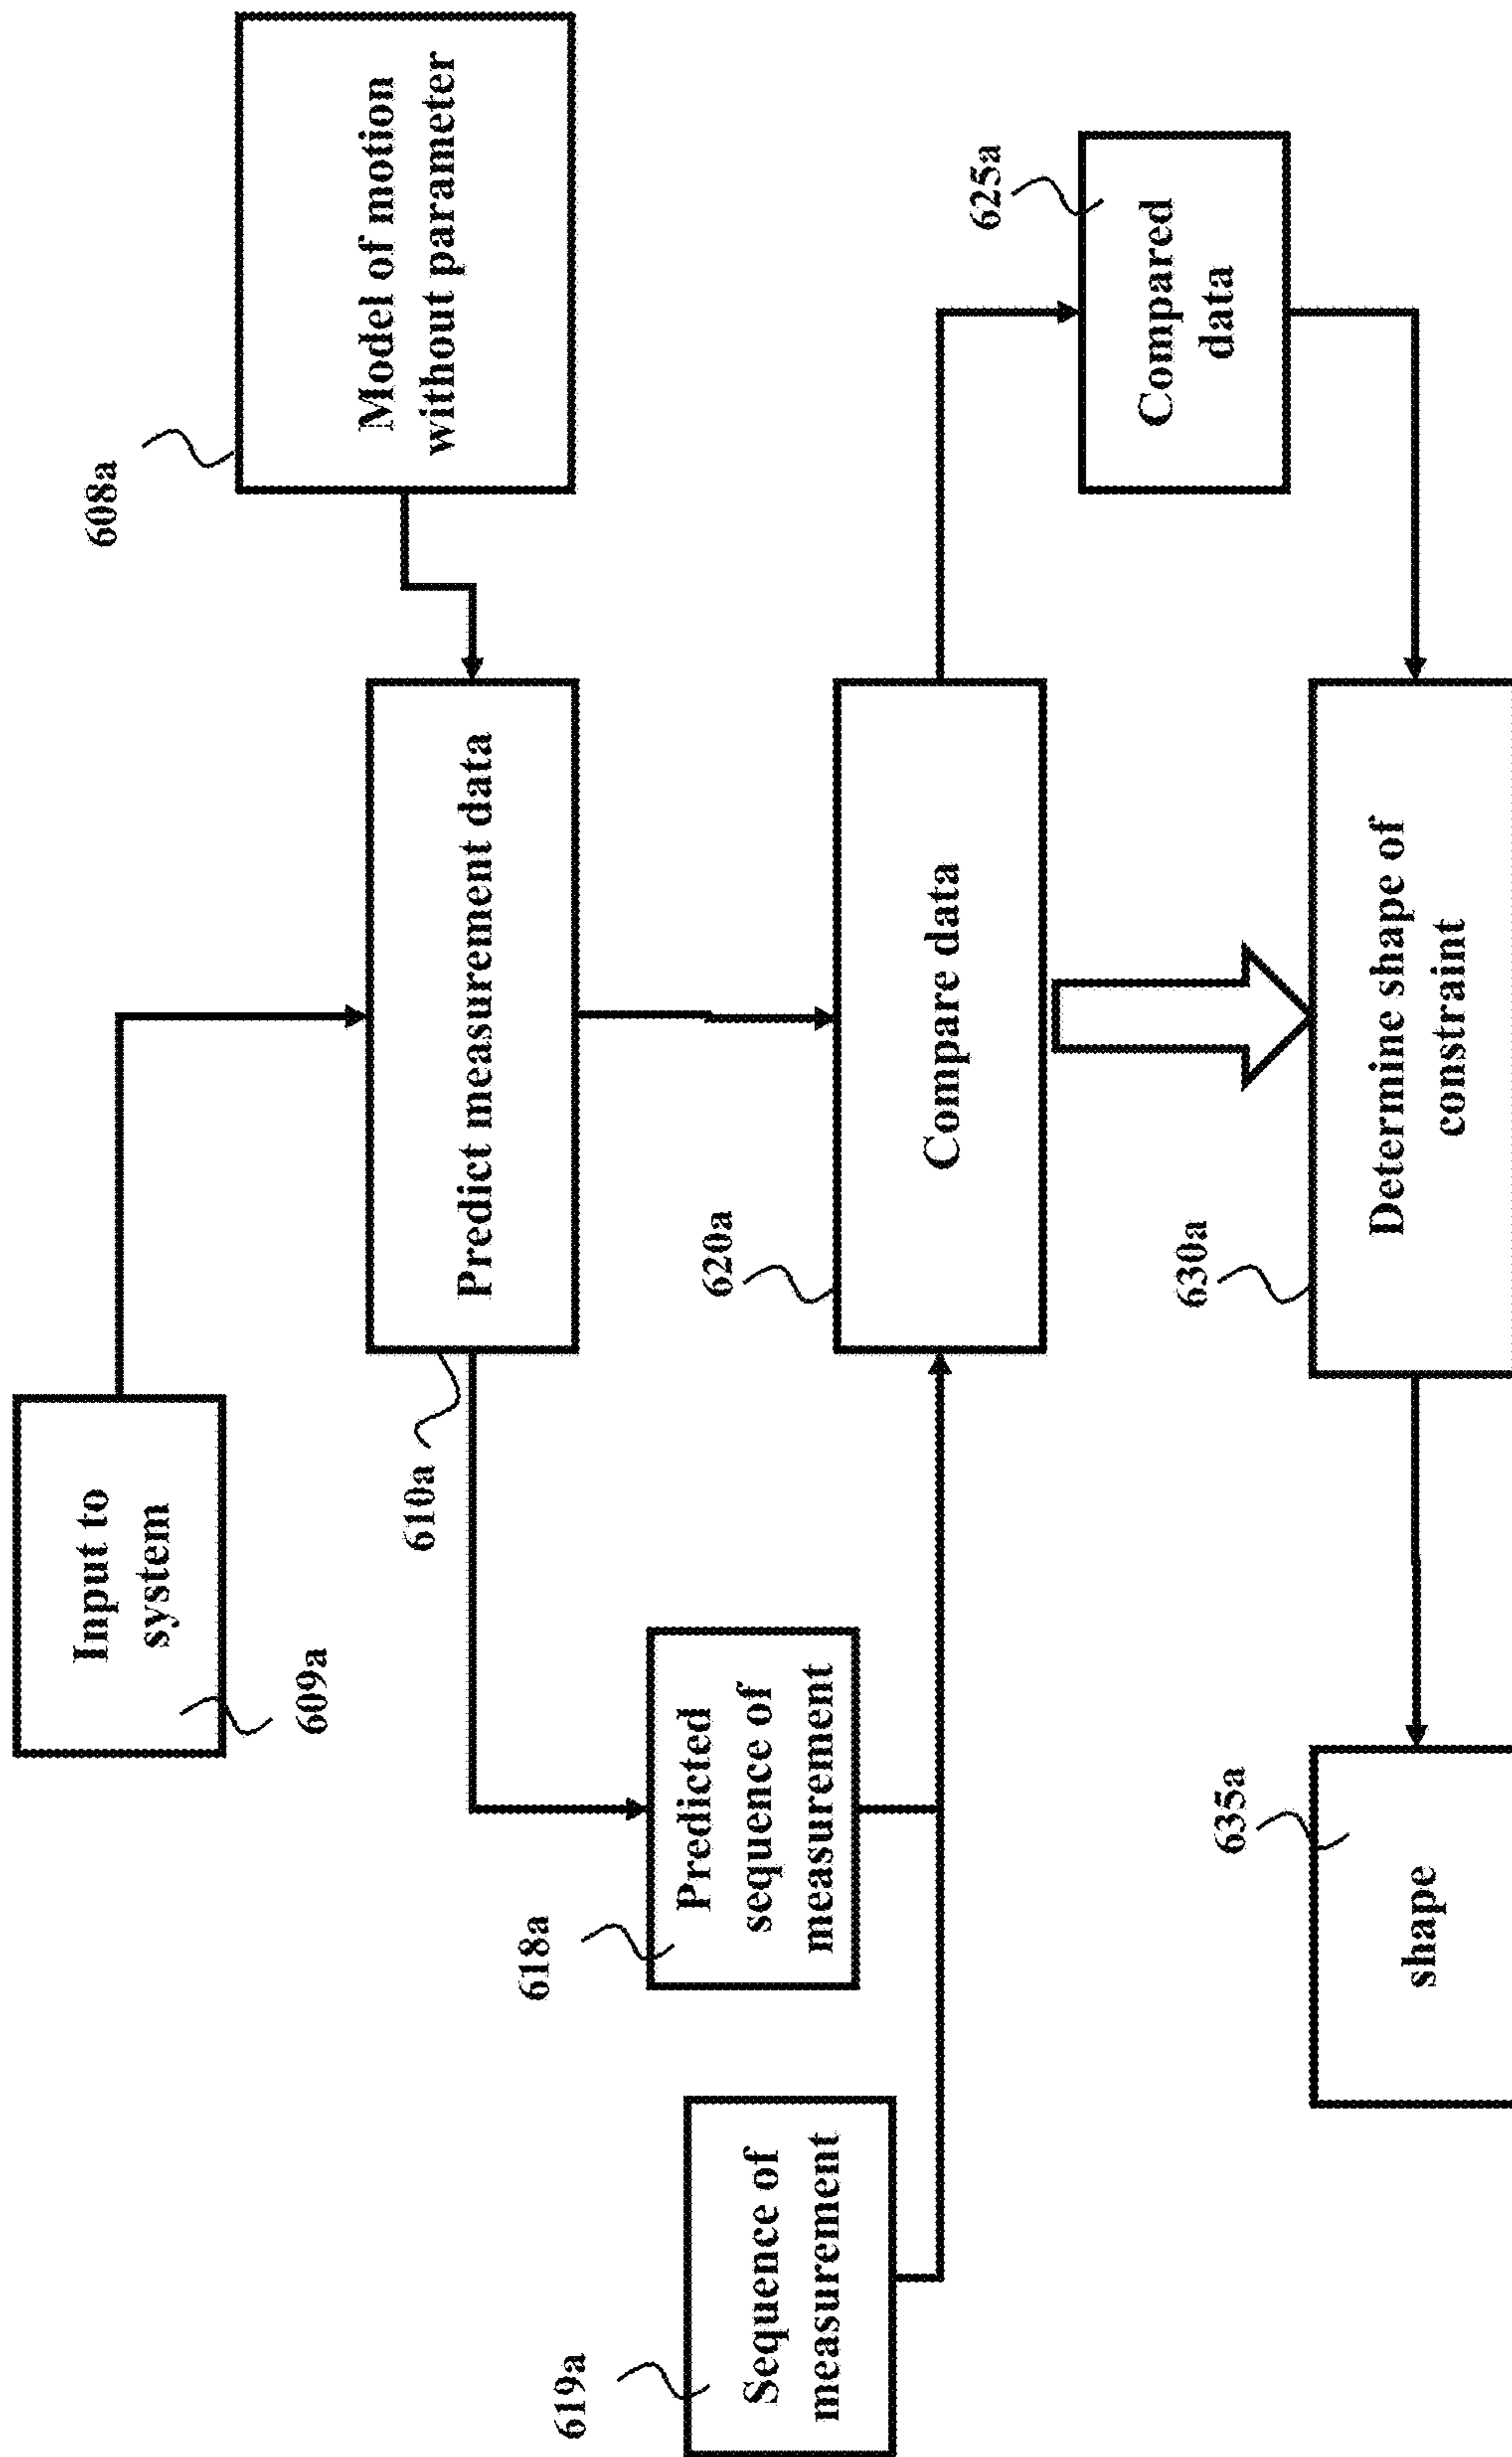 Input to
system
609a
Model of motion
without parameter
608a
Predict measurement data
610a
Predicted
sequence of
measurement
618a
Sequence of
measurement
619a
Compare data
620a
Compared
data
625a
Determine shape of
constraint
630a
shape
635a